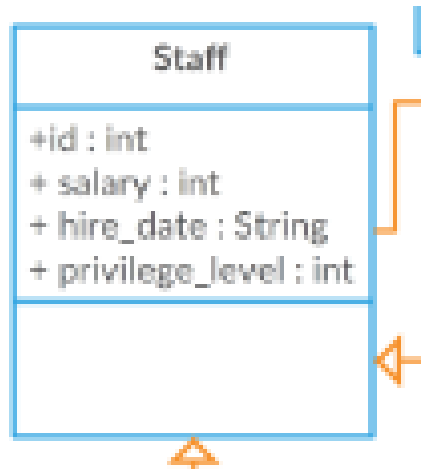 Staff
+id : int
+ salary : int
+ hire_date : String
+ privilege_level : int